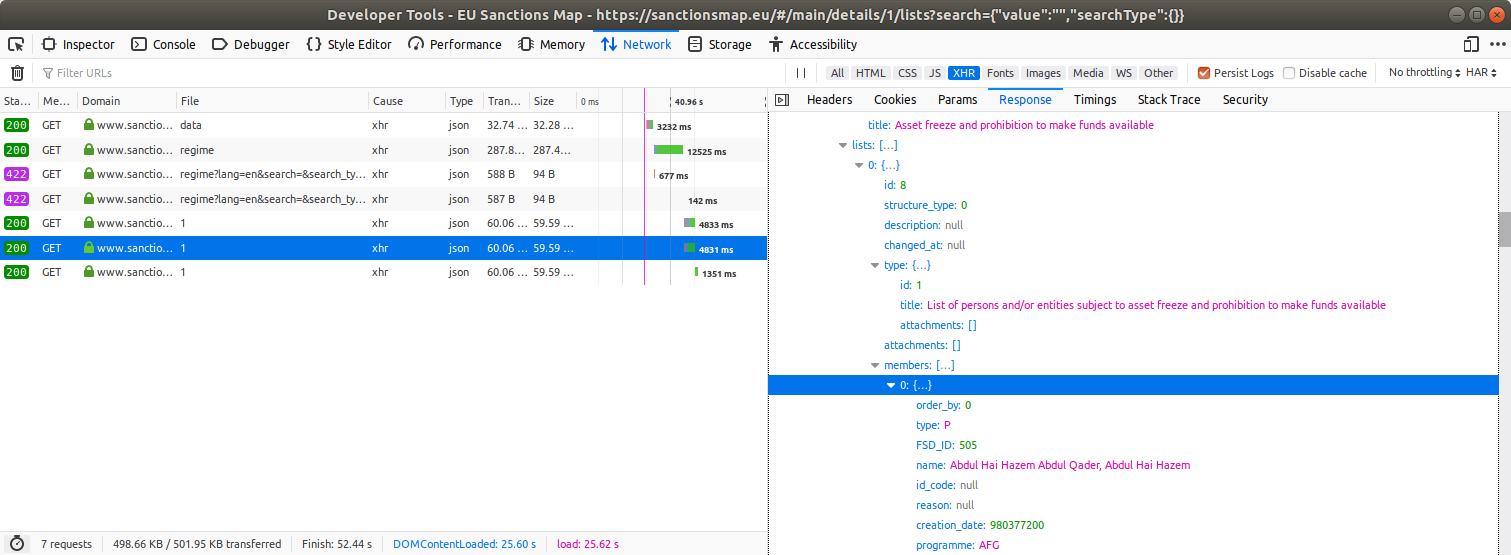 Developer Tools - EU Sanctions Map - https://sanctionsmap.eu/#/main/details/1/lists?search={"value":"","searchType":{}}
Inspector Console Debugger Style Editor Performance Memory Network Storage Accessibility
Filter URLs All HTML CSS JS XHR Fonts Images Media WS Other Persist Logs Disable cache No throttling HAR
Sta... Me... Domain File Cause Type Tran... Size 0 ms 40.96 s
200 GET www.sanctio... data xhr json 32.74 ... 32.28 ... 3232 ms
200 GET www.sanctio... regime xhr json 287.8... 287.4... 12525 ms
422 GET www.sanctio... regime?lang=en&search=&search_ty... xhr json 588 B 94 B 677 ms
422 GET www.sanctio... regime?lang=en&search=&search_ty... xhr json 587 B 94 B 142 ms
200 GET www.sanctio... 1 xhr json 60.06 ... 59.59 ... 4833 ms
200 GET www.sanctio... 1 xhr json 60.06 ... 59.59 ... 4831 ms
200 GET www.sanctio... 1 xhr json 60.06 ... 59.59 ... 1351 ms
7 requests 498.66 KB / 501.95 KB transferred Finish: 52.44 s DOMContentLoaded: 25.60 s load: 25.62 s
Headers Cookies Params Response Timings Stack Trace Security
title: Asset freeze and prohibition to make funds available
lists: [...]
0: {...}
id: 8
structure_type: 0
description: null
changed_at: null
type: {...}
id: 1
title: List of persons and/or entities subject to asset freeze and prohibition to make funds available
attachments: []
attachments: []
members: [...]
0: {...}
order_by: 0
type: P
FSD_ID: 505
name: Abdul Hai Hazem Abdul Qader, Abdul Hai Hazem
id_code: null
reason: null
creation_date: 980377200
programme: AFG